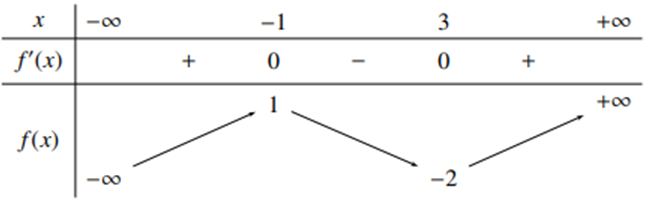 x −∞ −1 3 +∞
f′(x) + 0 − 0 +
1 +∞
f(x)
−∞ −2